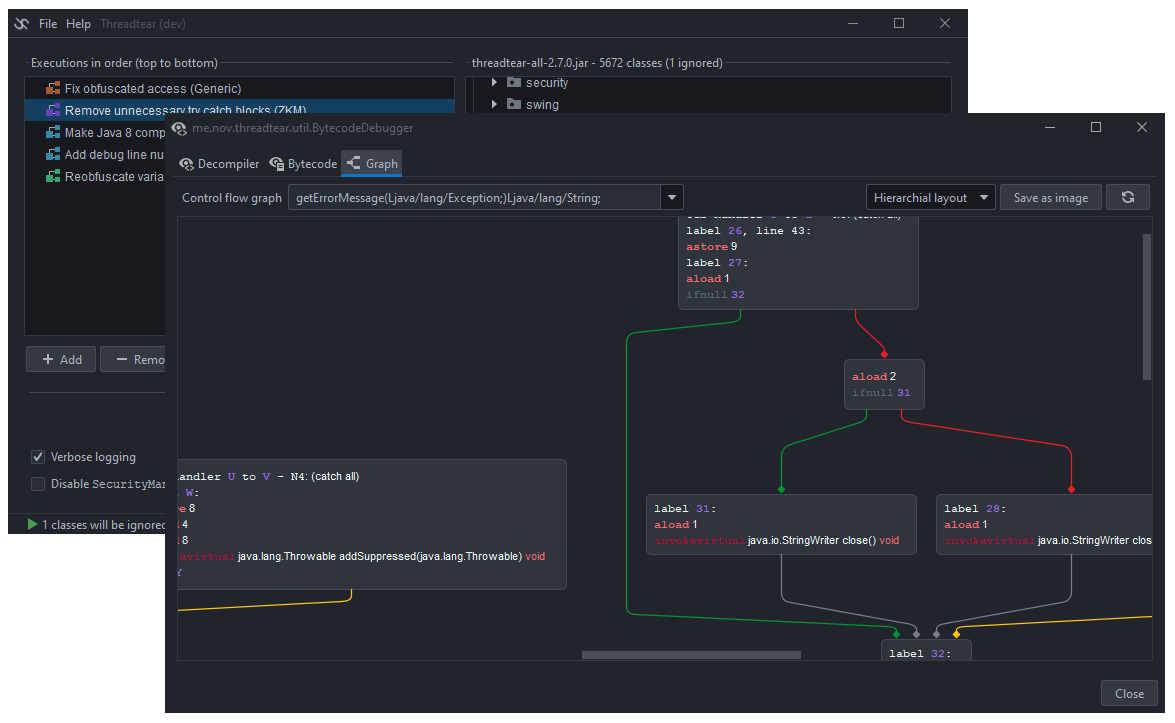 File Help Threadtear (dev)
Executions in order (top to bottom)
Fix obfuscated access (Generic)
Remove unnecessary try catch blocks (ZKM)
Make Java 8 comp
Add debug line nu
Reobfuscate varia
Add
Remo
Verbose logging
Disable SecurityMar
1 classes will be ignored
threadtear-all-2.7.0.jar - 5672 classes (1 ignored)
security
swing
me.nov.threadtear.util.BytecodeDebugger
Decompiler Bytecode Graph
Control flow graph getErrorMessage(Ljava/lang/Exception;)Ljava/lang/String; Hierarchial layout Save as image
label 26, line 43:
astore 9
label 27:
aload 1
ifnull 32
aload 2
ifnull 31
andler U to V - N4: (catch all)
W:
e 8
4
8
virtual java.lang.Throwable addSuppressed(java.lang.Throwable) void
Y
label 31:
aload 1
invokevirtual java.io.StringWriter close() void
label 28:
aload 1
invokevirtual java.io.StringWriter clos
label 32:
Close